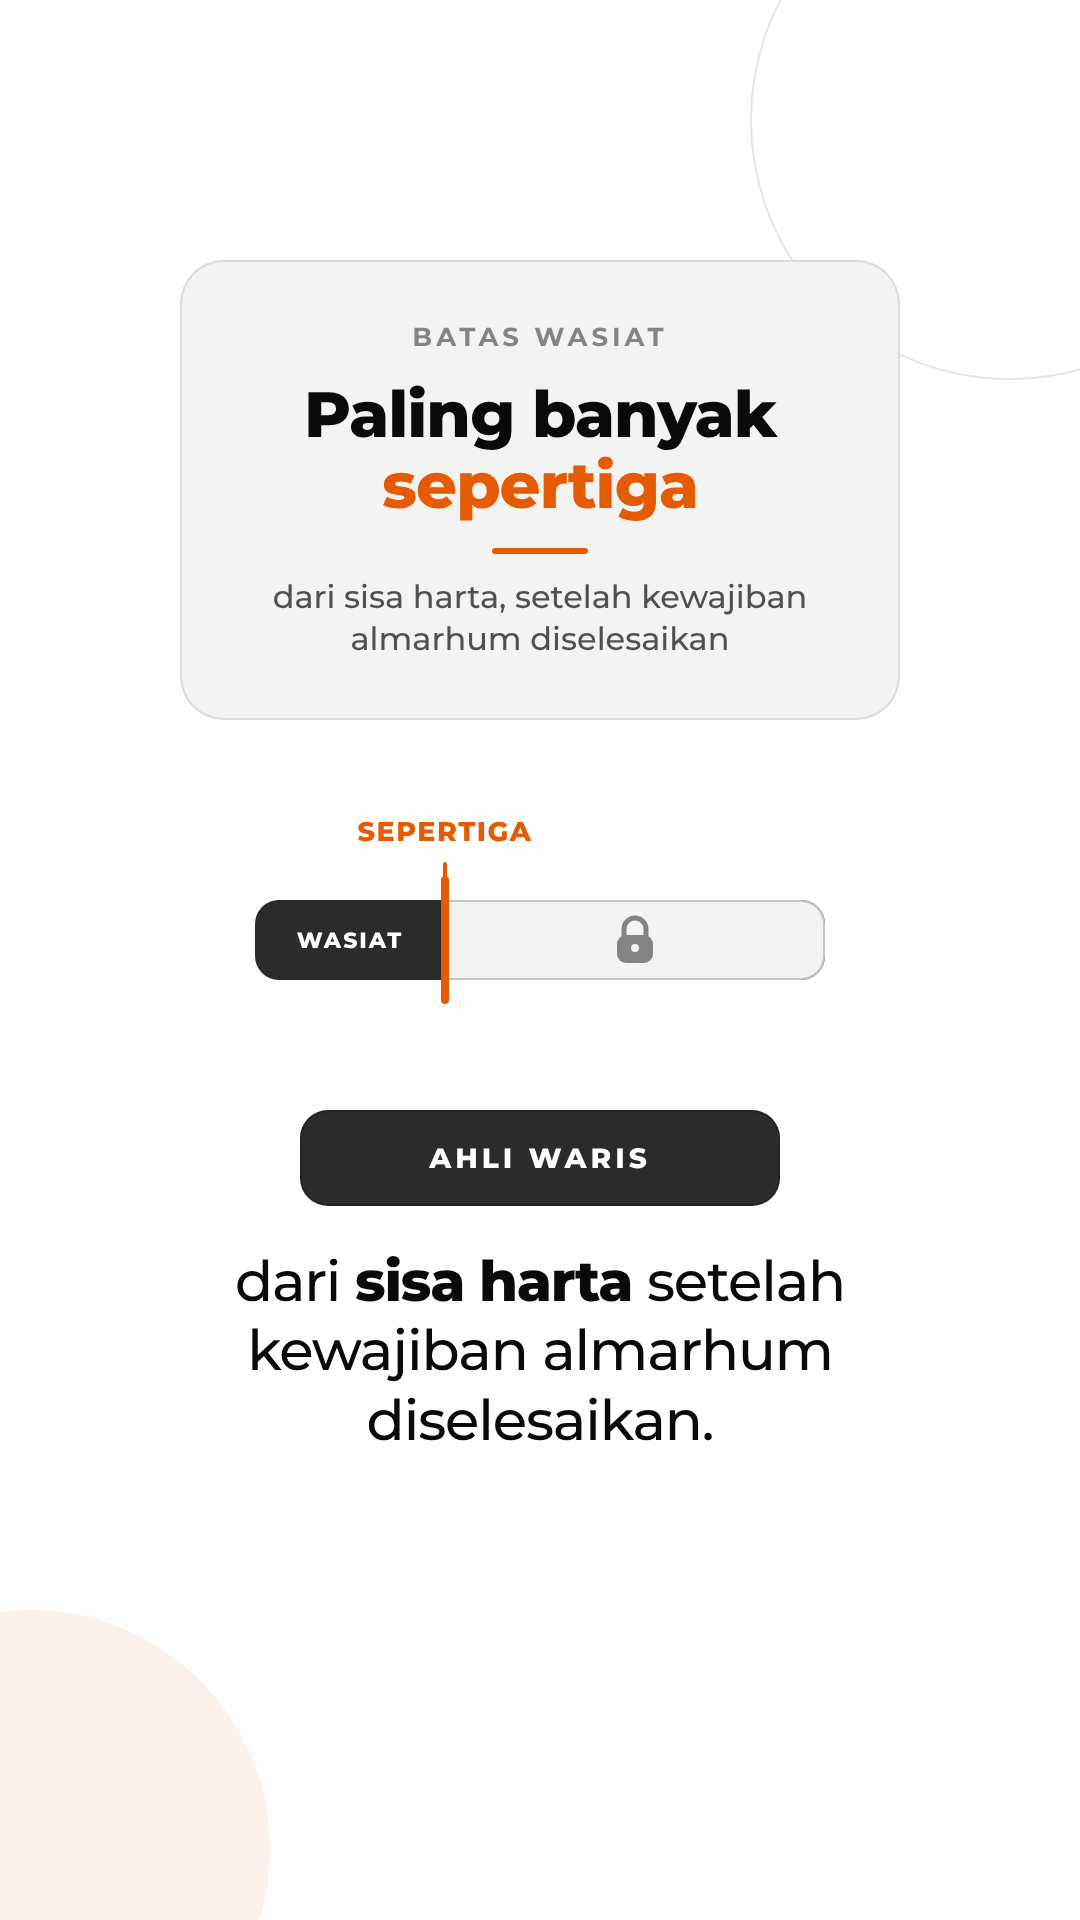 BATAS WASIAT
Paling banyak
sepertiga
dari sisa harta, setelah kewajiban
almarhum diselesaikan
SEPERTIGA
WASIAT
AHLI WARIS
dari sisa harta setelah
kewajiban almarhum
diselesaikan.